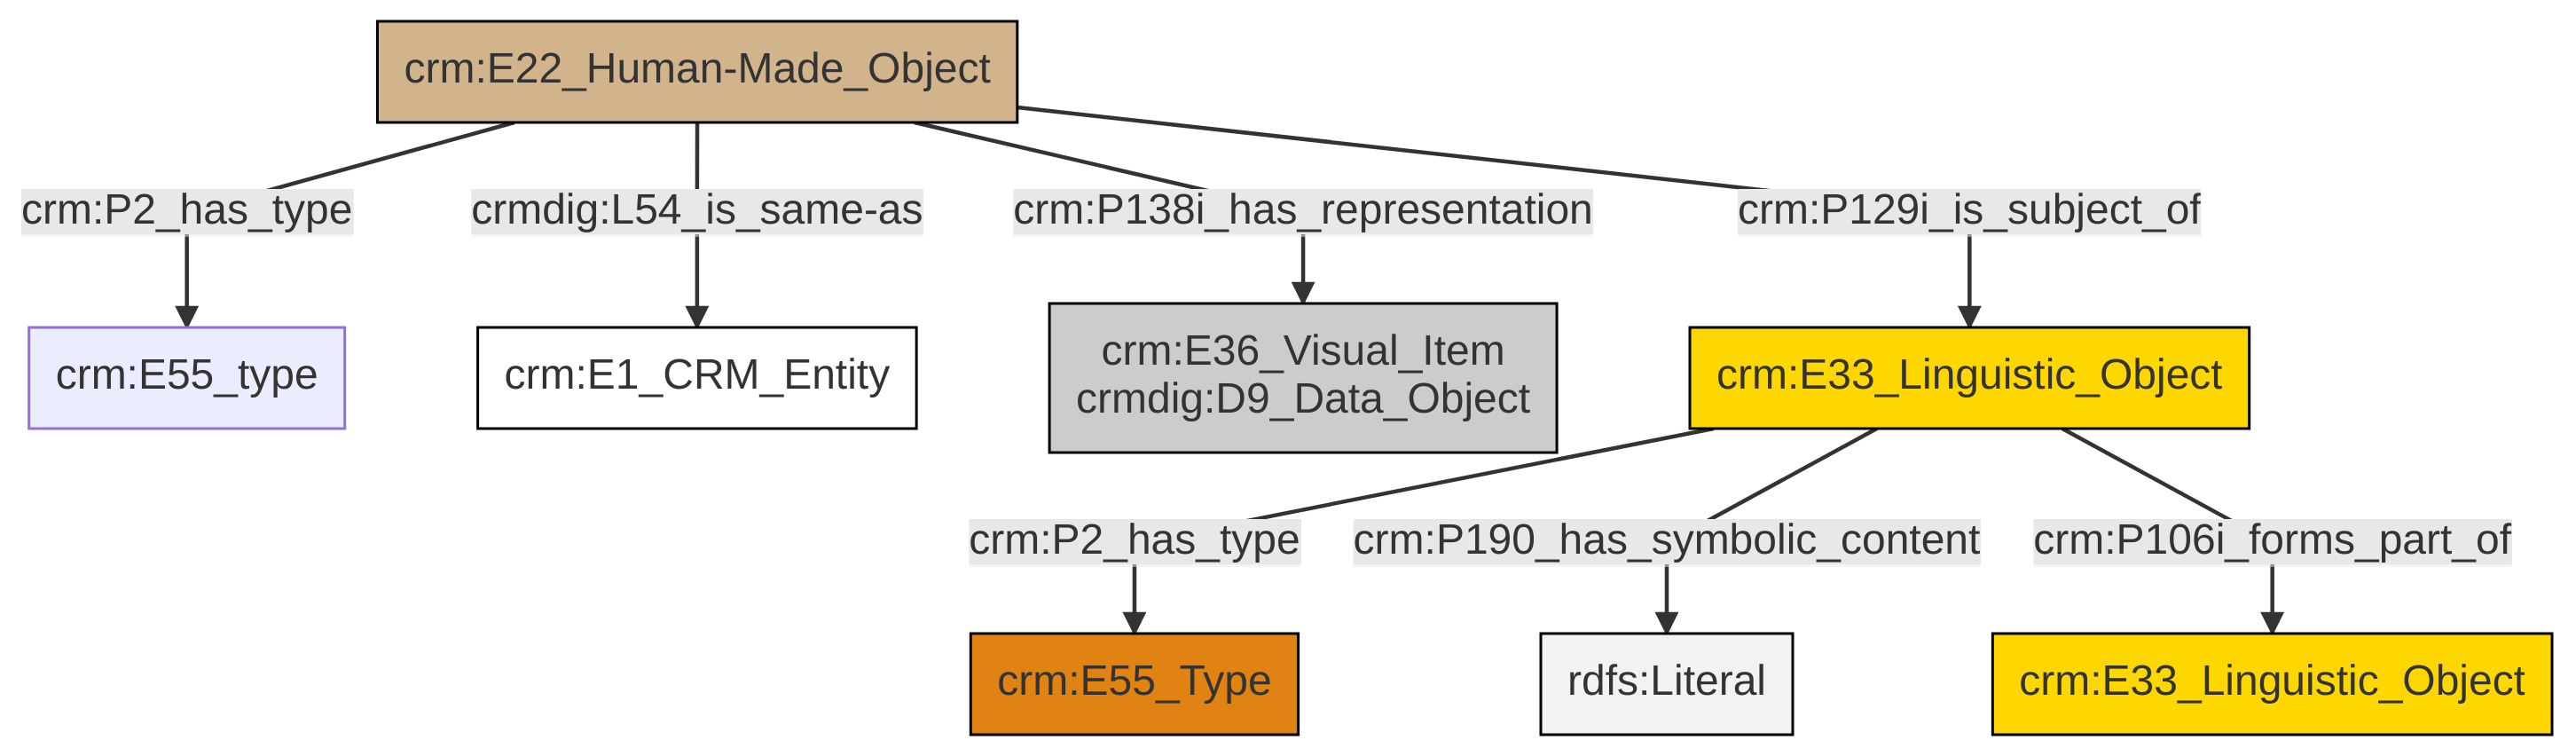 crm:E22_Human-Made_Object
crm:P2_has_type
crmdig:L54_is_same-as
crm:P138i_has_representation
crm:P129i_is_subject_of
crm:E55_type
crm:E1_CRM_Entity
crm:E36_Visual_Item
crmdig:D9_Data_Object
crm:E33_Linguistic_Object
crm:P2_has_type
crm:P190_has_symbolic_content
crm:P106i_forms_part_of
crm:E55_Type
rdfs:Literal
crm:E33_Linguistic_Object